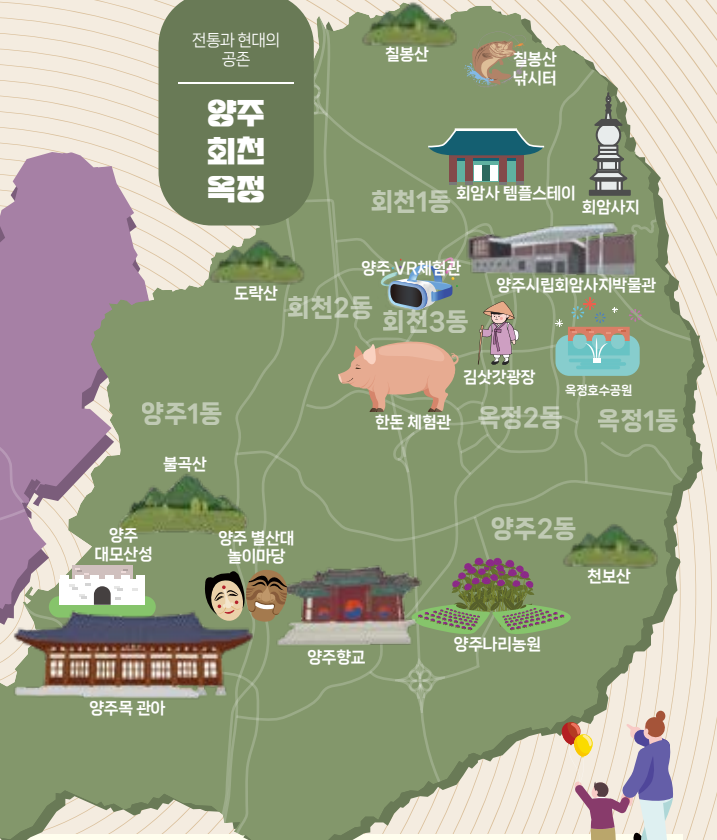 전통과 현대의
공존
양주
회천
옥정
칠봉산
칠봉산
낚시터
회천1동
회암사 템플스테이
회암사지
양주 VR체험관
양주시립회암사지박물관
도락산
회천2동
회천3동
김삿갓광장
옥정호수공원
한돈 체험관
양주1동
옥정2동
옥정1동
불곡산
양주
대모산성
양주 별산대
놀이마당
양주2동
천보산
양주향교
양주나리농원
양주목 관아